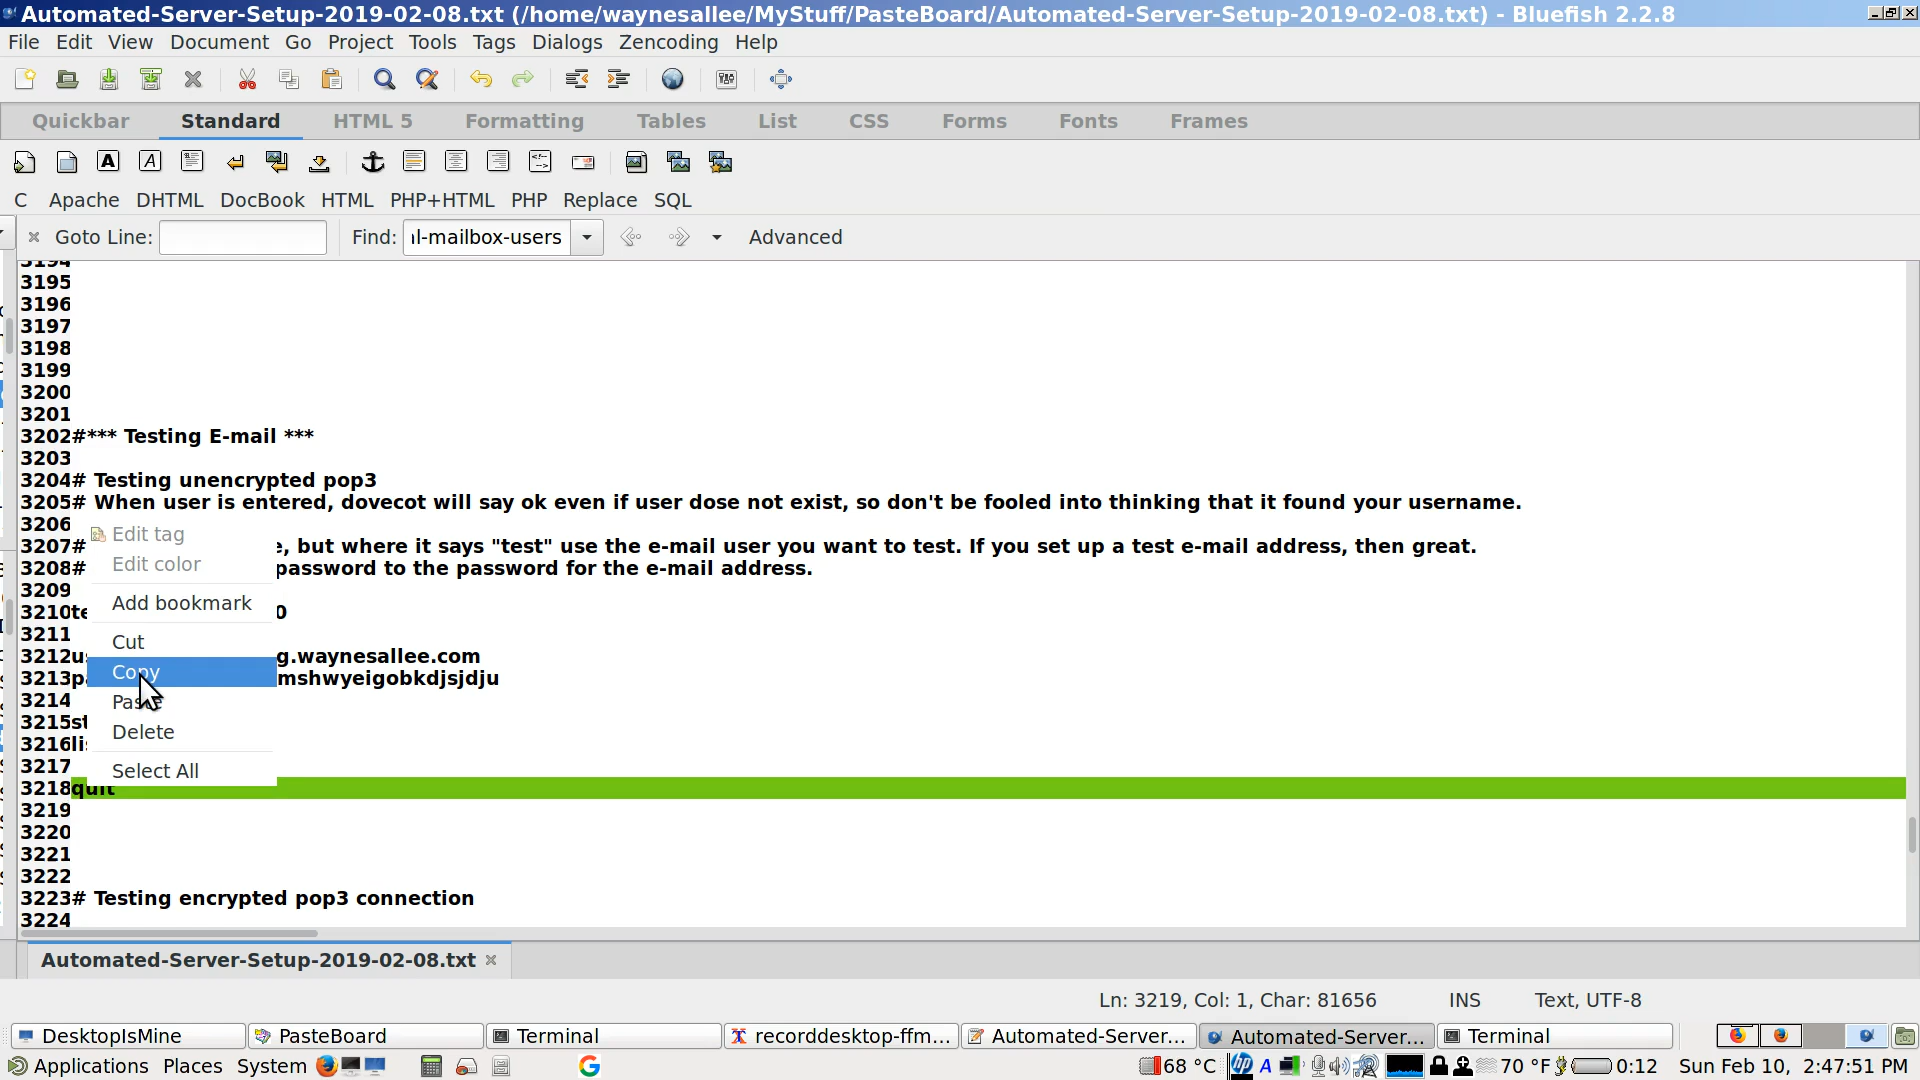 Automated-Server-Setup-2019-02-08.txt (/home/waynesallee/MyStuff/PasteBoard/Automated-Server-Setup-2019-02-08.txt) - Bluefish 2.2.8
File Edit View Document Go Project Tools Tags Dialogs Zencoding Help
Quickbar Standard HTML 5 Formatting Tables List CSS Forms Fonts Frames
C Apache DHTML DocBook HTML PHP+HTML PHP Replace SQL
Goto Line: Find: il-mailbox-users Advanced
3194
3195
3196
3197
3198
3199
3200
3201
3202#*** Testing E-mail ***
3203
3204# Testing unencrypted pop3
3205# When user is entered, dovecot will say ok even if user dose not exist, so don't be fooled into thinking that it found your username.
3206
Edit tag
3207# e, but where it says "test" use the e-mail user you want to test. If you set up a test e-mail address, then great.
Edit color
3208# password to the password for the e-mail address.
3209
Add bookmark
3210te 0
3211
Cut
3212u g.waynesallee.com
Copy
3213p mshwyeigobkdjsjdju
3214
Paste
3215st
Delete
3216li
3217
Select All
3218quit
3219
3220
3221
3222
3223# Testing encrypted pop3 connection
3224
Automated-Server-Setup-2019-02-08.txt
Ln: 3219, Col: 1, Char: 81656 INS Text, UTF-8
DesktopIsMine PasteBoard Terminal recorddesktop-ffm... Automated-Server... Automated-Server... Terminal
Applications Places System 68 °C A 70 °F 0:12 Sun Feb 10, 2:47:51 PM